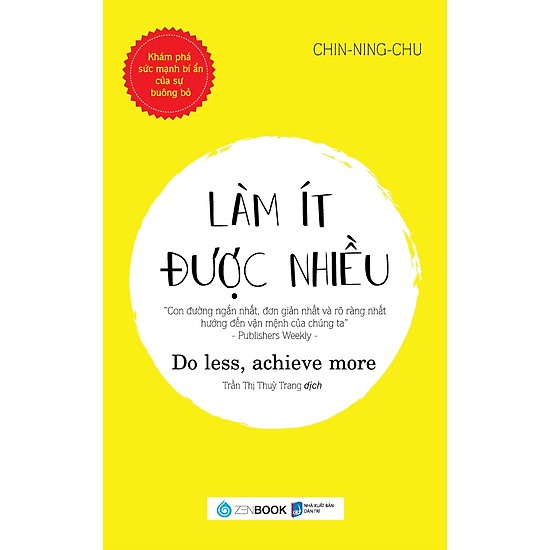 Khám phá
sức mạnh bí ẩn
của sự
buông bỏ
CHIN-NING-CHU
LÀM ÍT
ĐƯỢC NHIỀU
"Con đường ngắn nhất, đơn giản nhất và rõ ràng nhất
hướng đến vận mệnh của chúng ta"
- Publishers Weekly -
Do less, achieve more
Trần Thị Thuỳ Trang dịch
ZENBOOK
NHÀ XUẤT BẢN
DÂN TRÍ